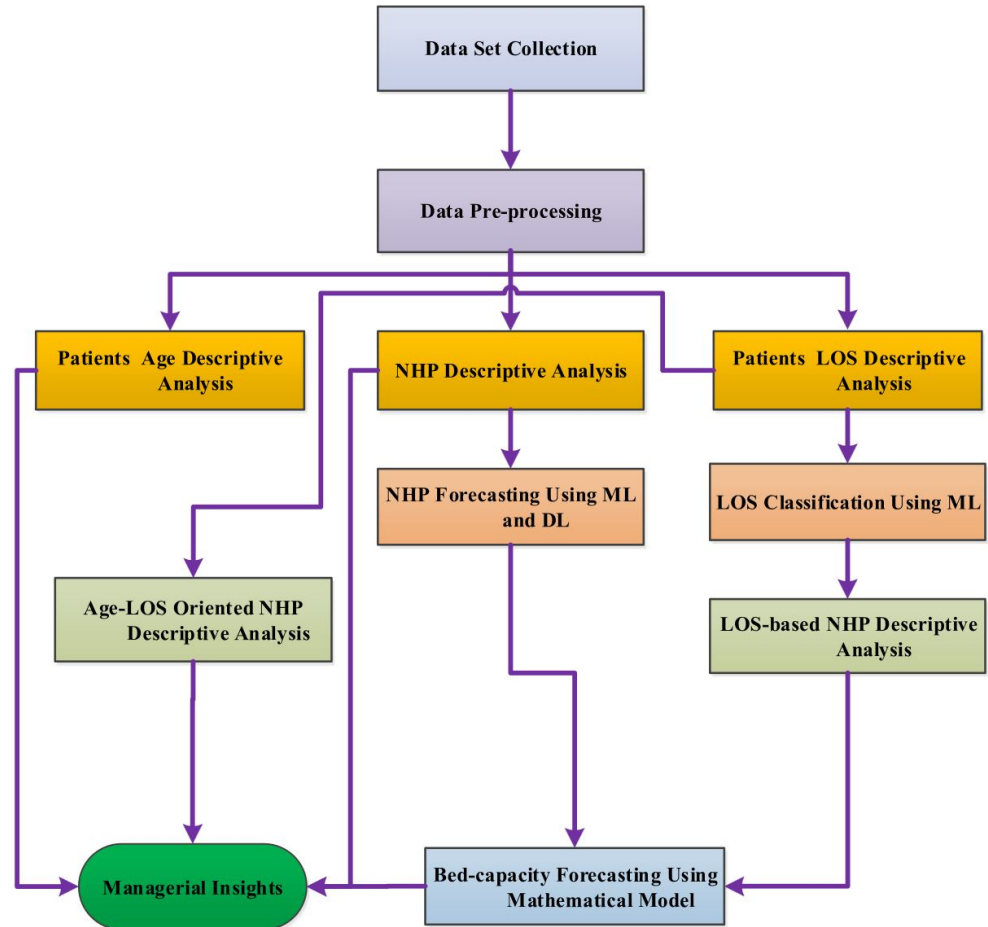 Data Set Collection
Data Pre-processing
Patients Age Descriptive
Analysis
NHP Descriptive Analysis
Patients LOS Descriptive
Analysis
NHP Forecasting Using ML
and DL
LOS Classification Using ML
Age-LOS Oriented NHP
Descriptive Analysis
LOS-based NHP Descriptive
Analysis
Managerial Insights
Bed-capacity Forecasting Using
Mathematical Model